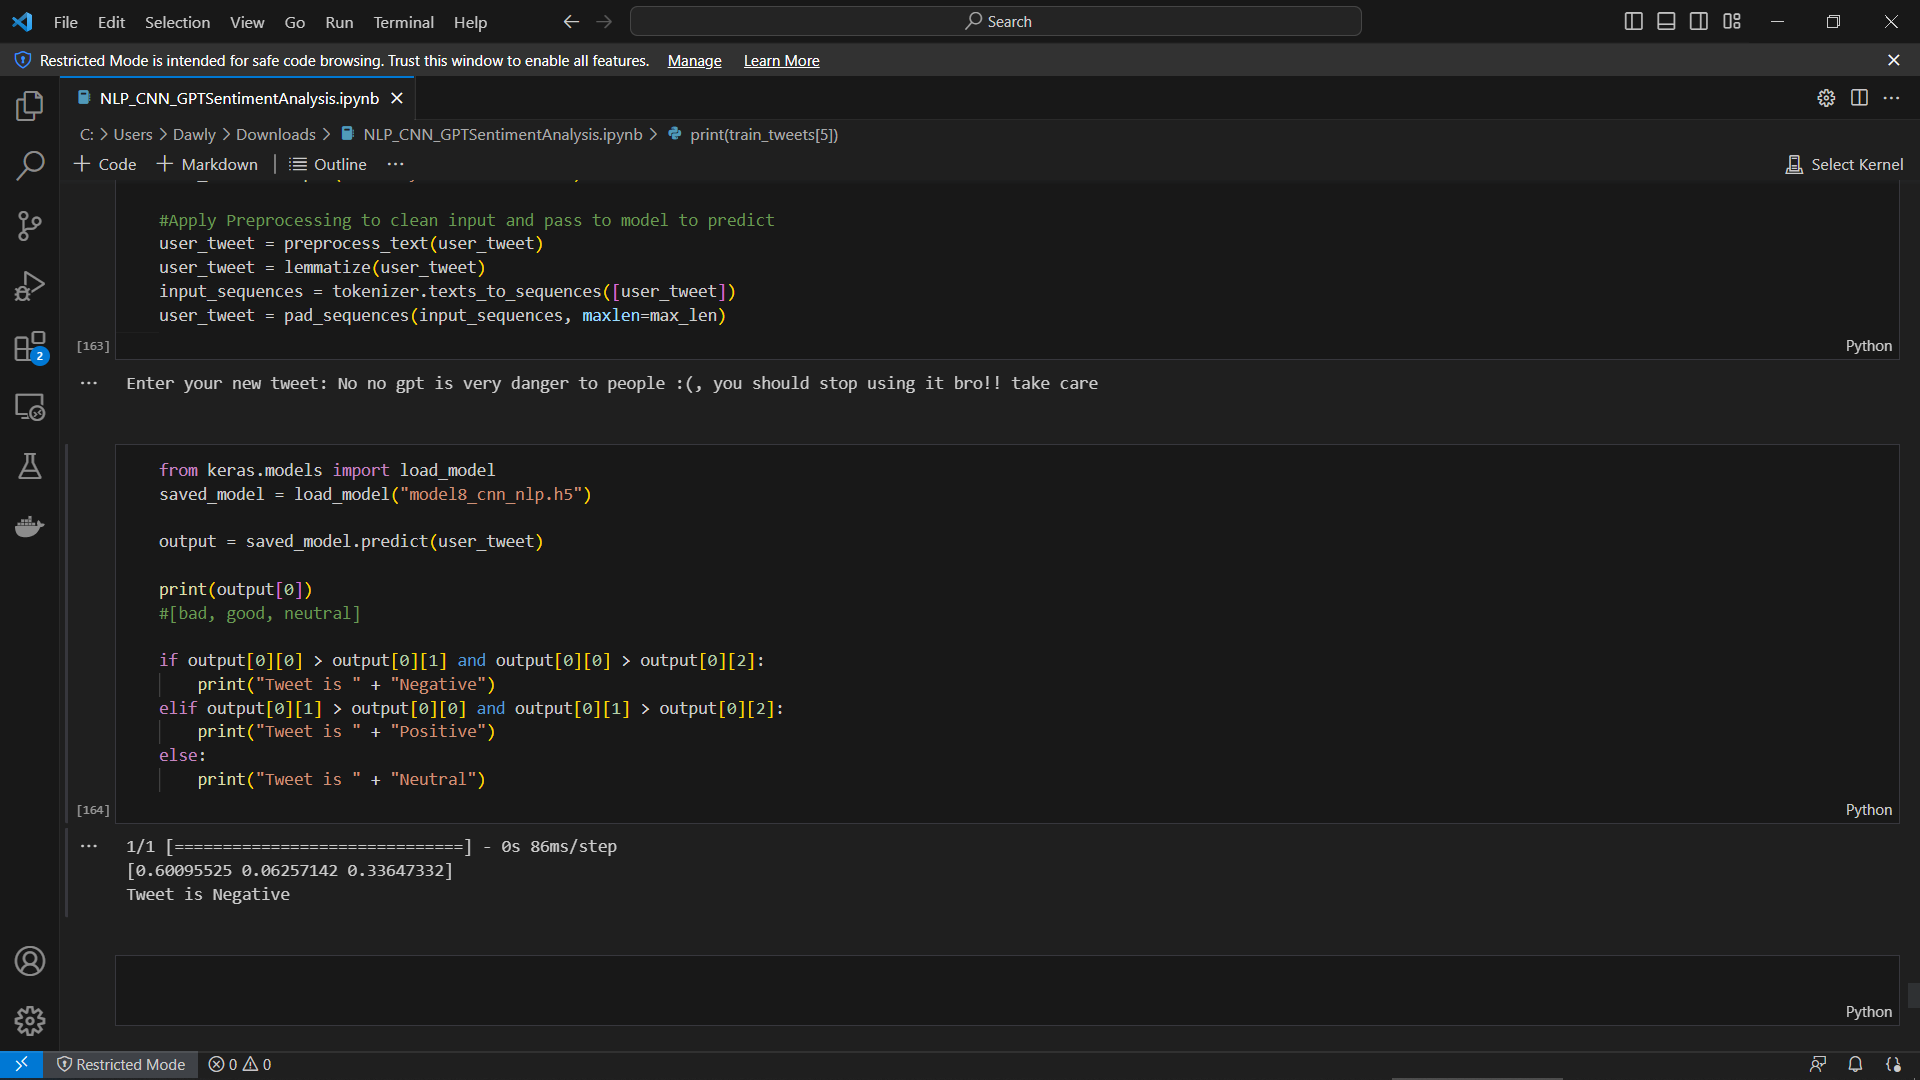 File Edit Selection View Go Run Terminal Help Search
Restricted Mode is intended for safe code browsing. Trust this window to enable all features. Manage Learn More
NLP_CNN_GPTSentimentAnalysis.ipynb
C: > Users > Dawly > Downloads > NLP_CNN_GPTSentimentAnalysis.ipynb > print(train_tweets[5])
+ Code + Markdown Outline ... Select Kernel
#Apply Preprocessing to clean input and pass to model to predict
user_tweet = preprocess_text(user_tweet)
user_tweet = lemmatize(user_tweet)
input_sequences = tokenizer.texts_to_sequences([user_tweet])
user_tweet = pad_sequences(input_sequences, maxlen=max_len)
[163] Python
... Enter your new tweet: No no gpt is very danger to people :(, you should stop using it bro!! take care
from keras.models import load_model
saved_model = load_model("model8_cnn_nlp.h5")
output = saved_model.predict(user_tweet)
print(output[0])
#[bad, good, neutral]
if output[0][0] > output[0][1] and output[0][0] > output[0][2]:
    print("Tweet is " + "Negative")
elif output[0][1] > output[0][0] and output[0][1] > output[0][2]:
    print("Tweet is " + "Positive")
else:
    print("Tweet is " + "Neutral")
[164] Python
... 1/1 [==============================] - 0s 86ms/step
[0.60095525 0.06257142 0.33647332]
Tweet is Negative
Python
2
Restricted Mode 0 0